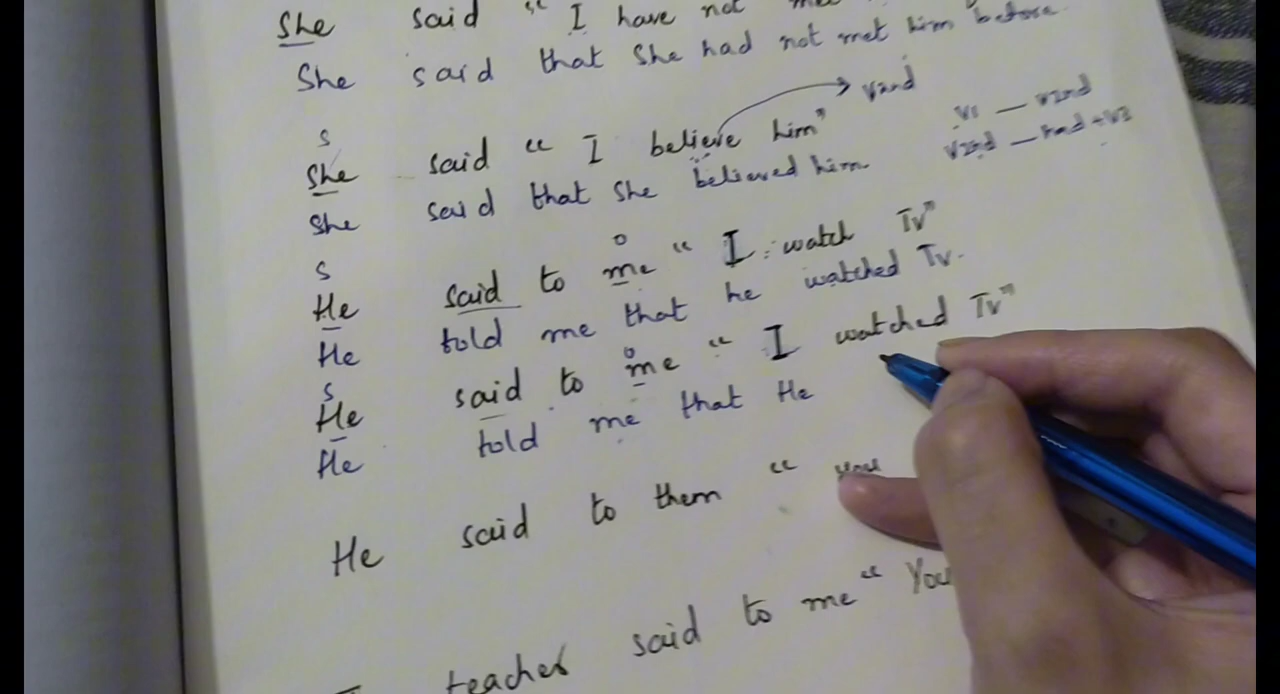 She said “ I have not
She said that She had not met him before.
v2nd
S
She said “ I believe him”
v1 — v2nd
She said that She believed him
v2nd — had + v3
S o
He said to me “ I watch Tv”
He told me that he watched Tv.
S o
He said to me “ I watched Tv”
He told me that He
He said to them “ you
teacher said to me “ You